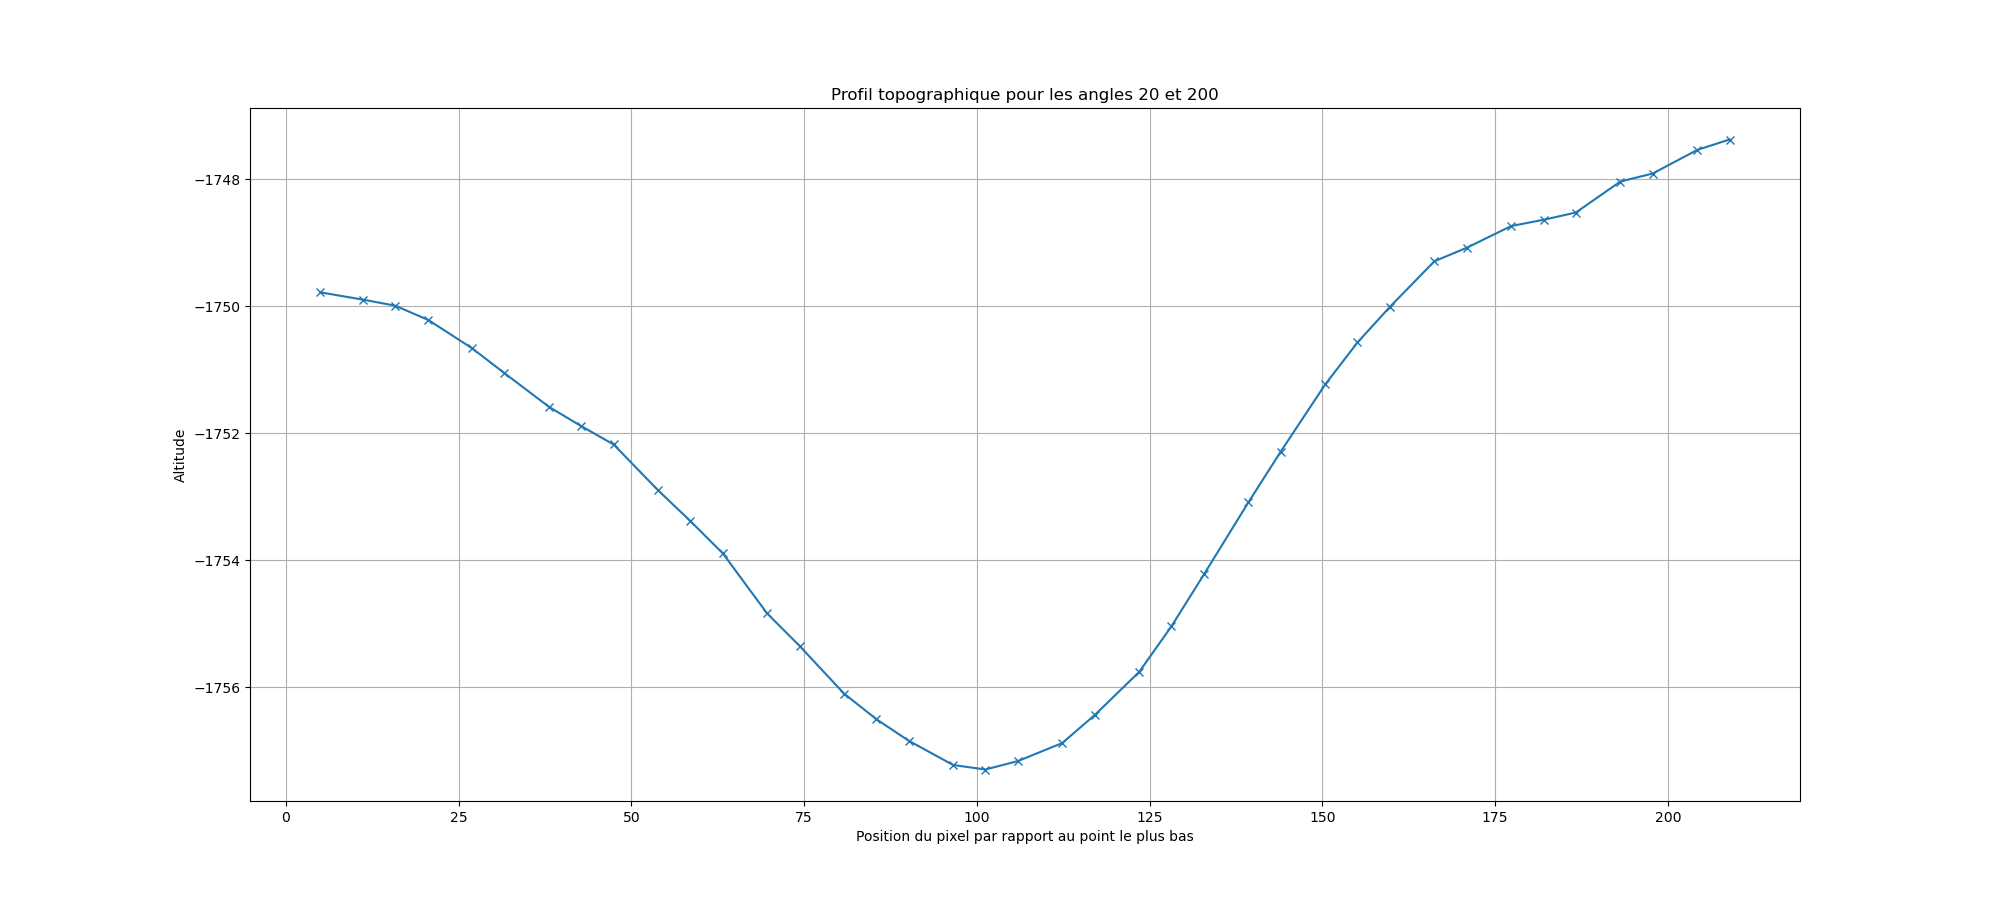 Profil topographique pour les angles 20 et 200
−1748
−1750
−1752
−1754
−1756
Altitude
0 25 50 75 100 125 150 175 200
Position du pixel par rapport au point le plus bas